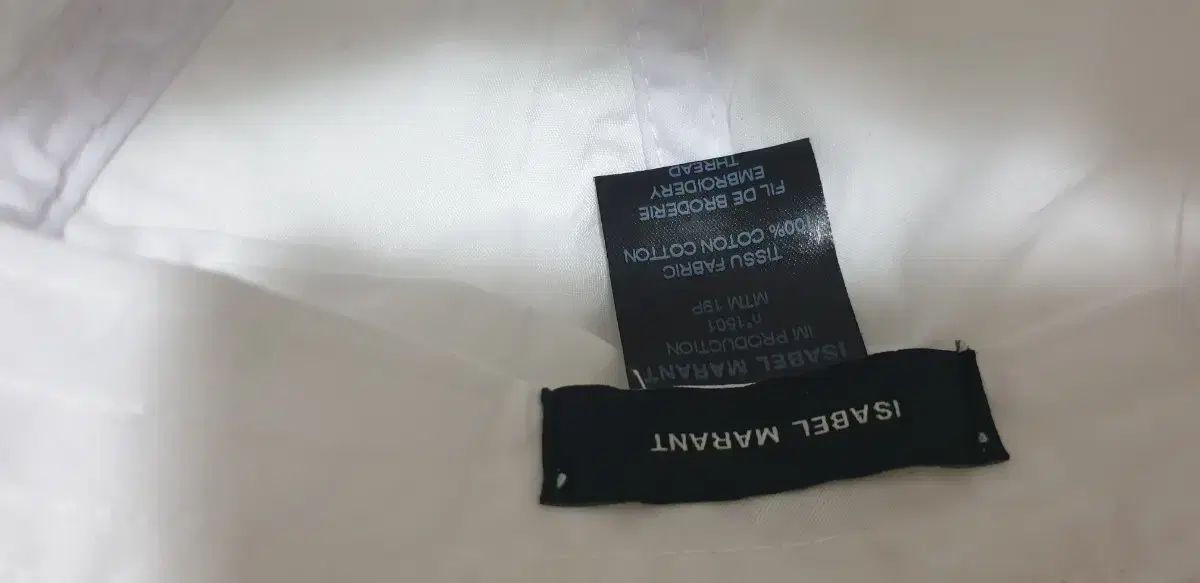 ISABEL MARANT
ISABEL MARANT
IM PRODUCTION
n°1501
MTM 19P
TISSU FABRIC
100% COTON COTTON
FIL DE BRODERIE
EMBROIDERY
THREAD